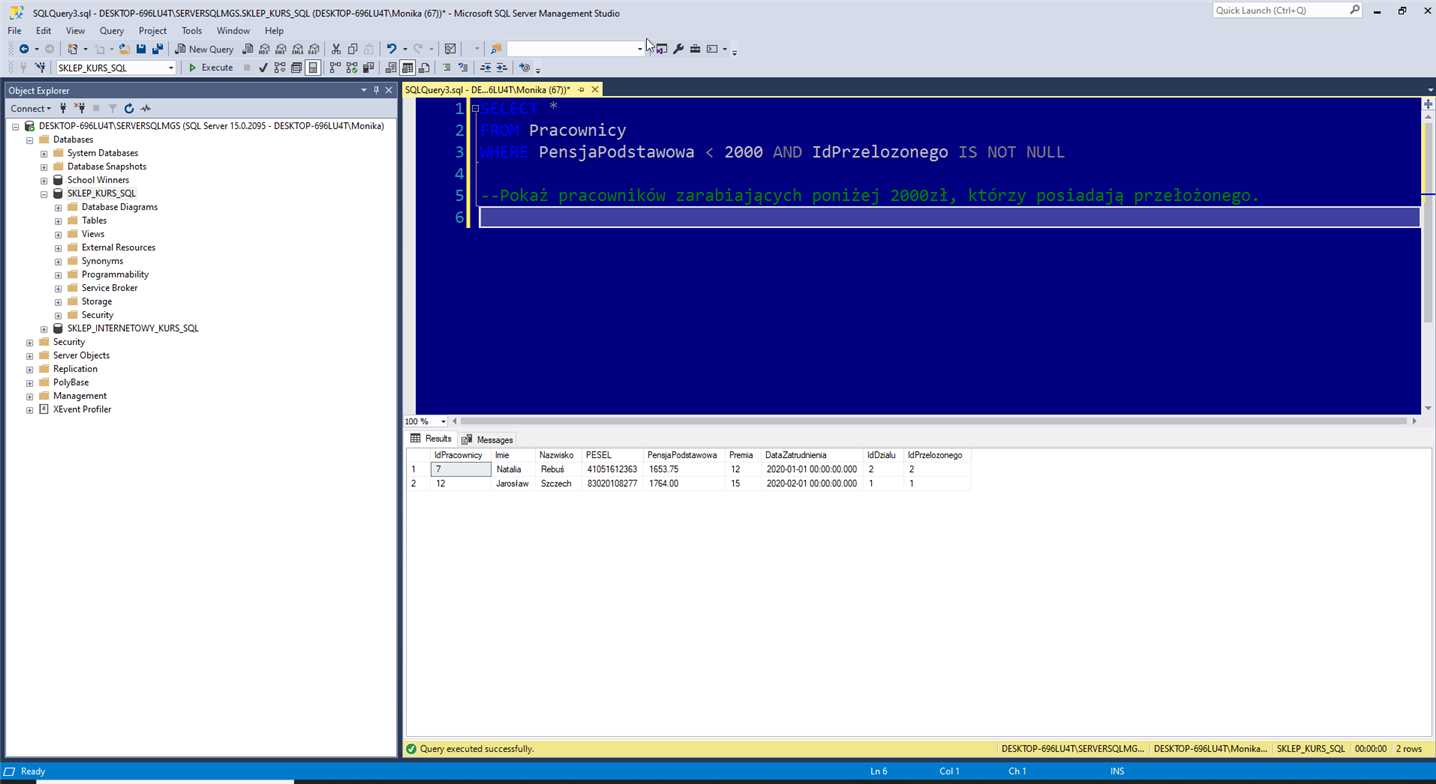 SQLQuery3.sql - DESKTOP-696LU4T\SERVERSQLMGS.SKLEP_KURS_SQL (DESKTOP-696LU4T\Monika (67))* - Microsoft SQL Server Management Studio
Quick Launch (Ctrl+Q)
File Edit View Query Project Tools Window Help
New Query
SKLEP_KURS_SQL Execute
Object Explorer
Connect
DESKTOP-696LU4T\SERVERSQLMGS (SQL Server 15.0.2095 - DESKTOP-696LU4T\Monika)
Databases
System Databases
Database Snapshots
School Winners
SKLEP_KURS_SQL
Database Diagrams
Tables
Views
External Resources
Synonyms
Programmability
Service Broker
Storage
Security
SKLEP_INTERNETOWY_KURS_SQL
Security
Server Objects
Replication
PolyBase
Management
XEvent Profiler
SQLQuery3.sql - DE...6LU4T\Monika (67))*
1 SELECT *
2 FROM Pracownicy
3 WHERE PensjaPodstawowa < 2000 AND IdPrzelozonego IS NOT NULL
4
5 --Pokaż pracowników zarabiających poniżej 2000zł, którzy posiadają przełożonego.
6
100 %
Results Messages
IdPracownicy Imie Nazwisko PESEL PensjaPodstawowa Premia DataZatrudnienia IdDzialu IdPrzelozonego
1 7 Natalia Rebuś 41051612363 1653.75 12 2020-01-01 00:00:00.000 2 2
2 12 Jarosław Szczech 83020108277 1764.00 15 2020-02-01 00:00:00.000 1 1
Query executed successfully. DESKTOP-696LU4T\SERVERSQLMG... DESKTOP-696LU4T\Monika... SKLEP_KURS_SQL 00:00:00 2 rows
Ready Ln 6 Col 1 Ch 1 INS